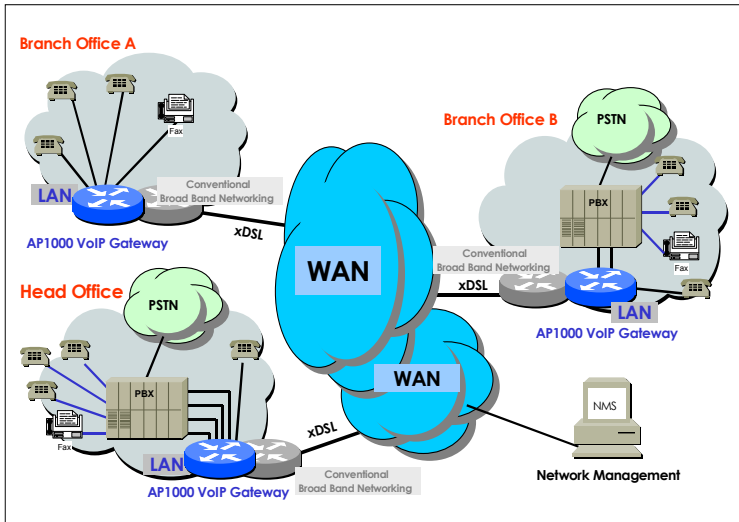 Branch Office A
Fax
Conventional
Broad Band Networking
LAN
AP1000 VoIP Gateway
xDSL
Branch Office B
PSTN
PBX
Fax
Conventional
Broad Band Networking
xDSL
LAN
AP1000 VoIP Gateway
WAN
WAN
Head Office
PSTN
PBX
Fax
xDSL
LAN
Conventional
Broad Band Networking
AP1000 VoIP Gateway
NMS
Network Management